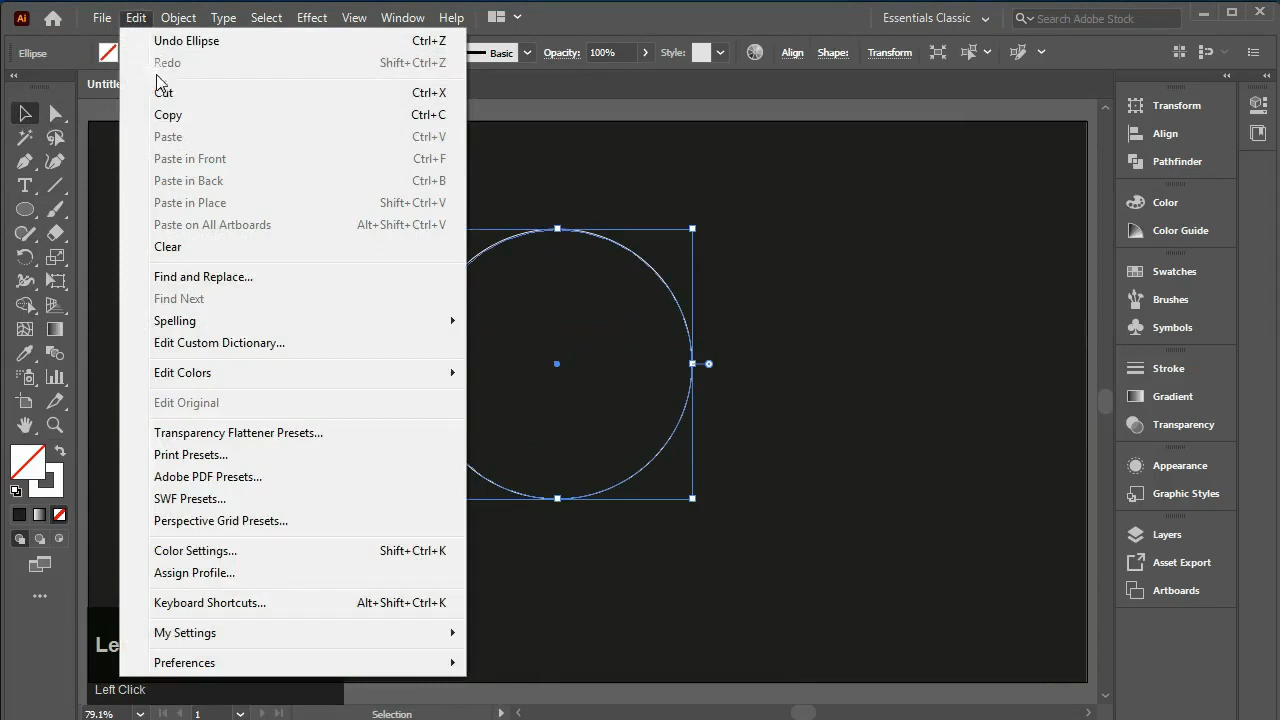 Ai File Edit Object Type Select Effect View Window Help Essentials Classic Search Adobe Stock
Ellipse Basic Opacity: 100% Style: Align Shape: Transform
Undo Ellipse Ctrl+Z
Redo Shift+Ctrl+Z
Cut Ctrl+X
Copy Ctrl+C
Paste Ctrl+V
Paste in Front Ctrl+F
Paste in Back Ctrl+B
Paste in Place Shift+Ctrl+V
Paste on All Artboards Alt+Shift+Ctrl+V
Clear
Find and Replace...
Find Next
Spelling
Edit Custom Dictionary...
Edit Colors
Edit Original
Transparency Flattener Presets...
Print Presets...
Adobe PDF Presets...
SWF Presets...
Perspective Grid Presets...
Color Settings... Shift+Ctrl+K
Assign Profile...
Keyboard Shortcuts... Alt+Shift+Ctrl+K
My Settings
Preferences
Untitle
Transform
Align
Pathfinder
Color
Color Guide
Swatches
Brushes
Symbols
Stroke
Gradient
Transparency
Appearance
Graphic Styles
Layers
Asset Export
Artboards
Le
Left Click
79.1% 1 Selection